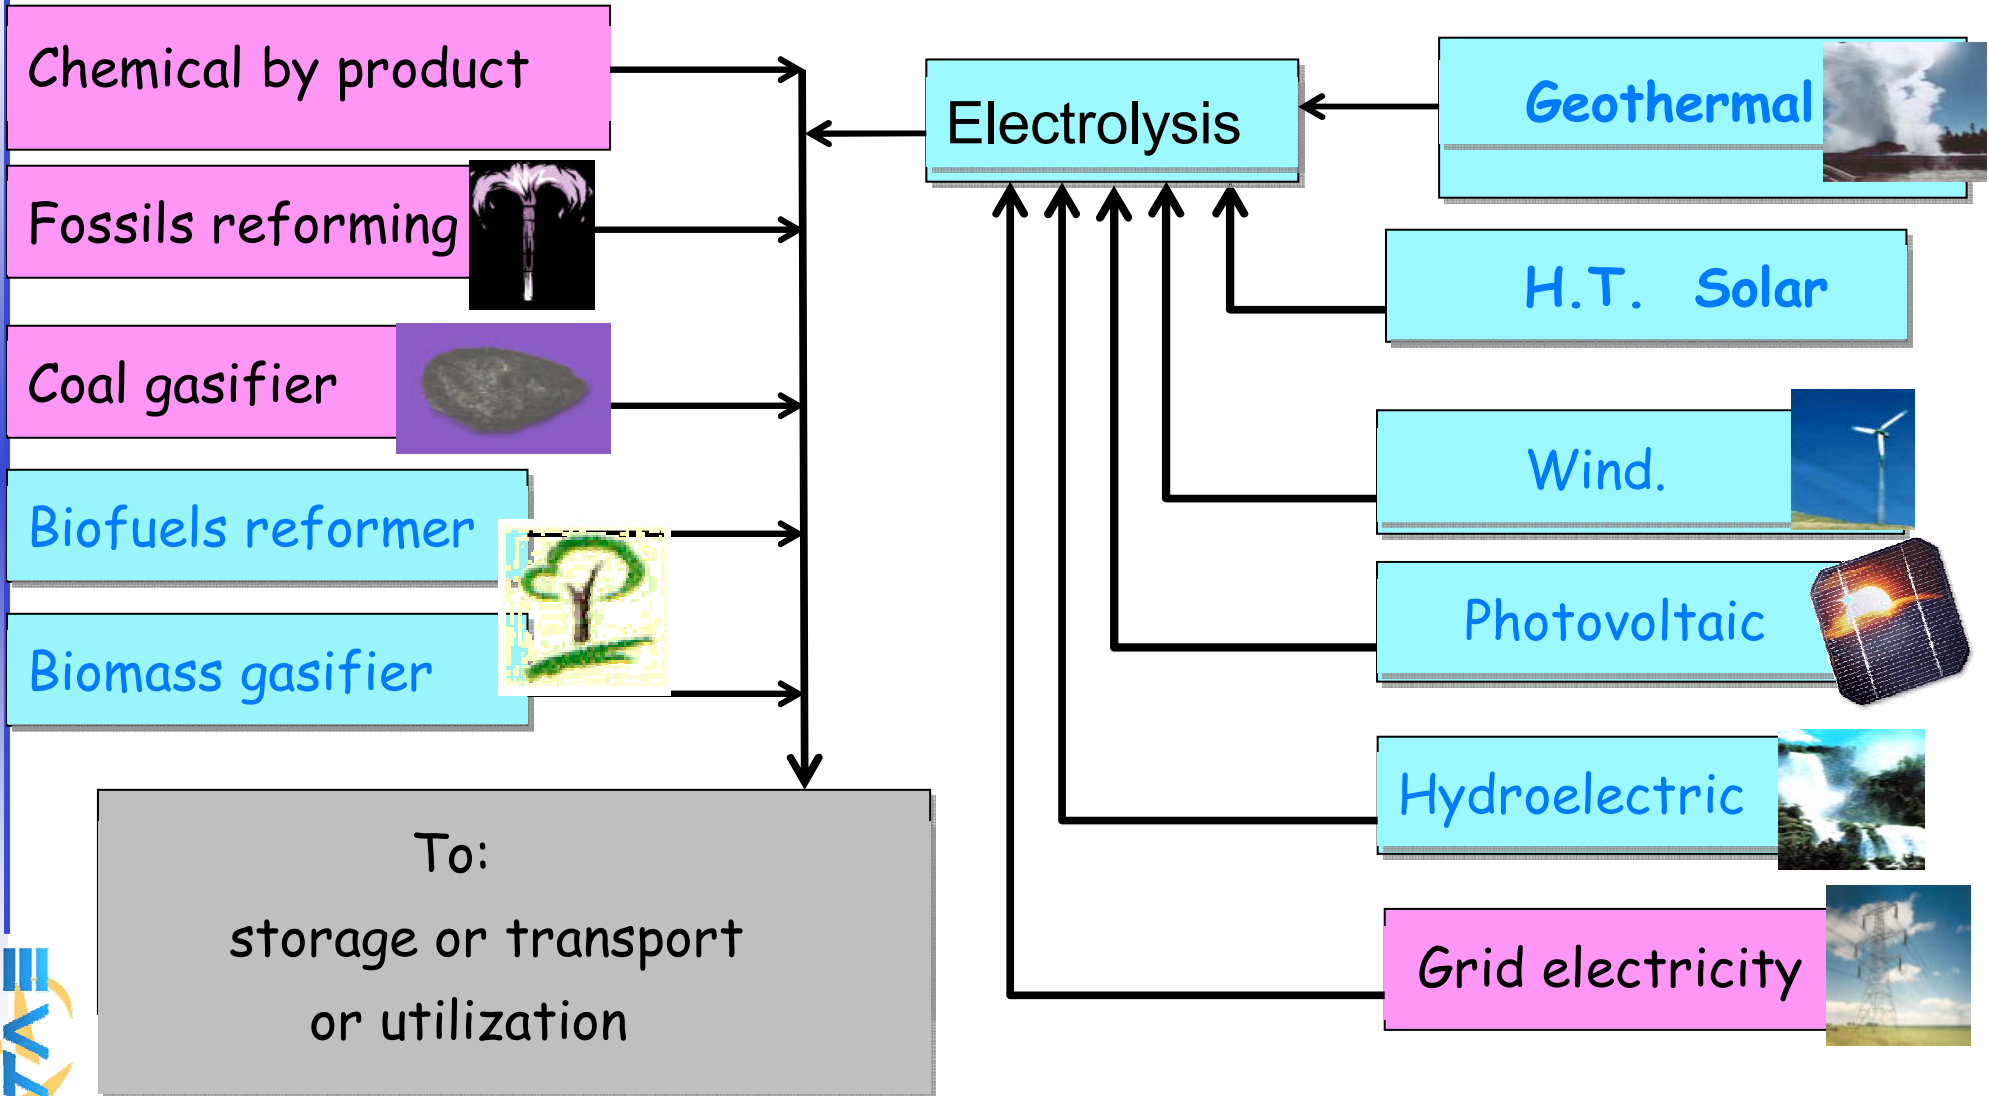 Chemical by product
Fossils reforming
Coal gasifier
Biofuels reformer
Biomass gasifier
To:
storage or transport
or utilization
Electrolysis
Geothermal
H.T. Solar
Wind.
Photovoltaic
Hydroelectric
Grid electricity